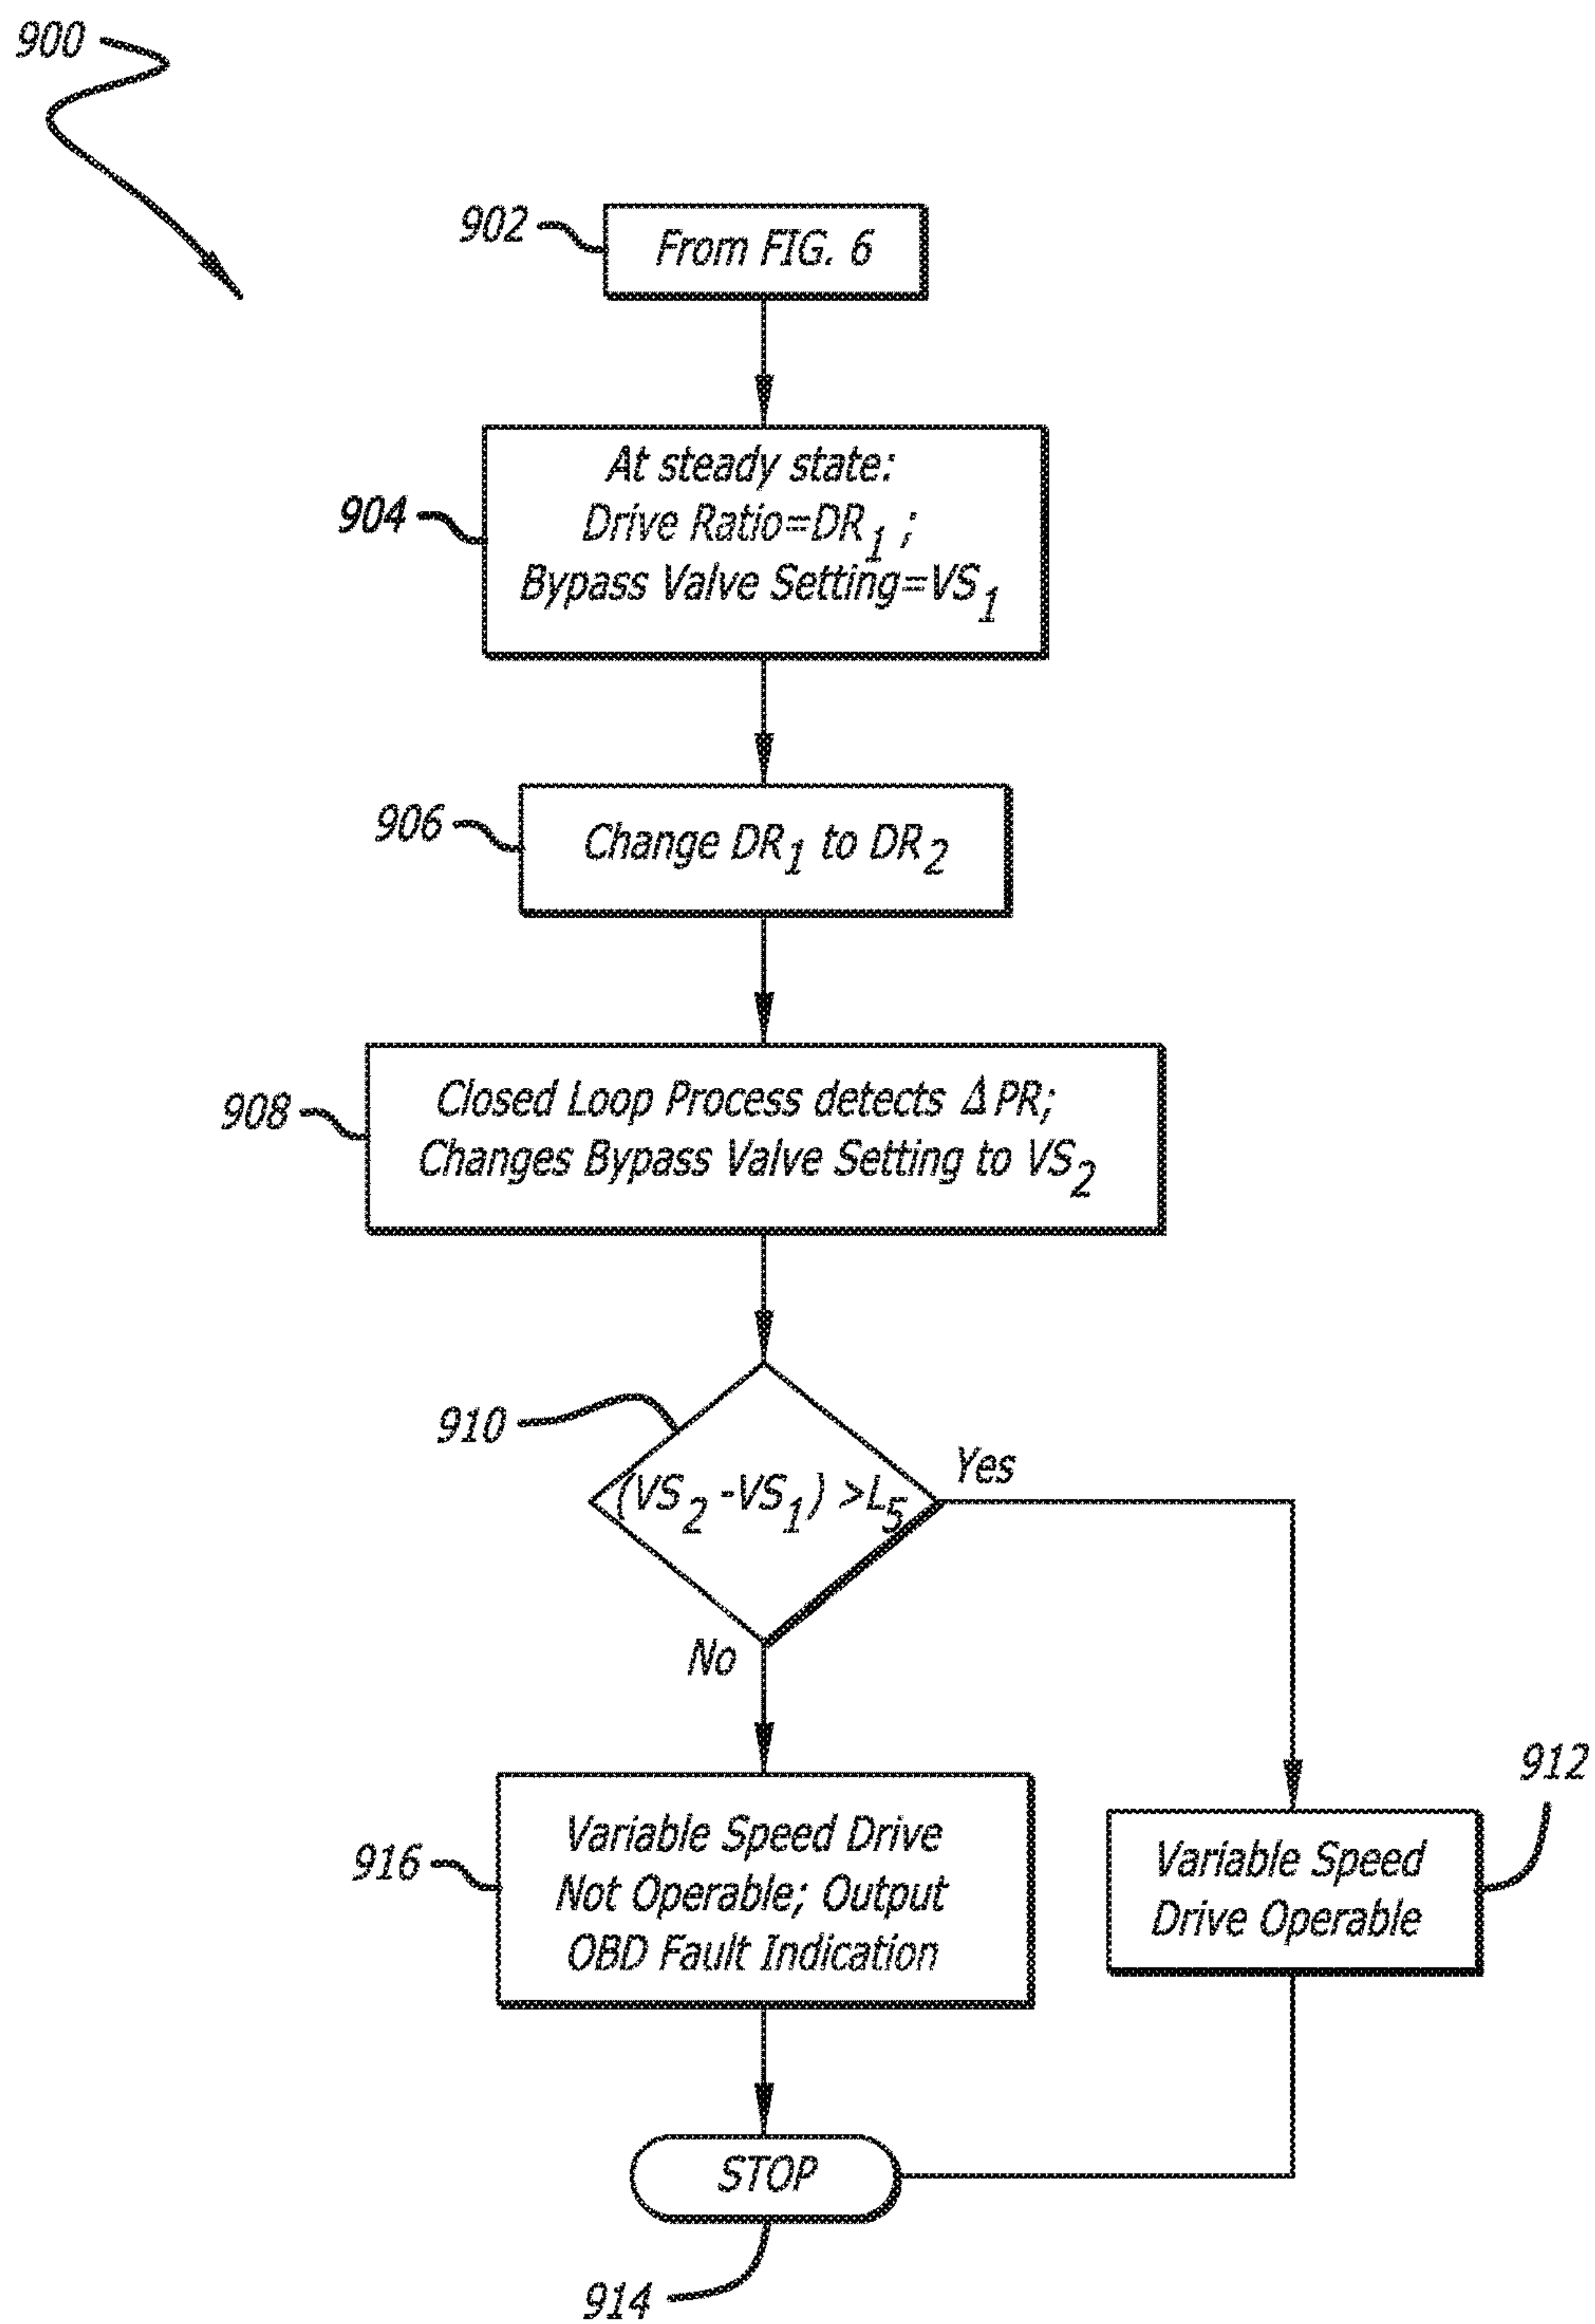 900
902
From FIG. 6
904
At steady state:
Drive Ratio=DR₁ ;
Bypass Valve Setting=VS₁
906
Change DR₁ to DR₂
908
Closed Loop Process detects Δ PR;
Changes Bypass Valve Setting to VS₂
910
(VS₂ -VS₁) >L₅
Yes
No
912
916
Variable Speed Drive
Not Operable; Output
OBD Fault Indication
Variable Speed
Drive Operable
STOP
914